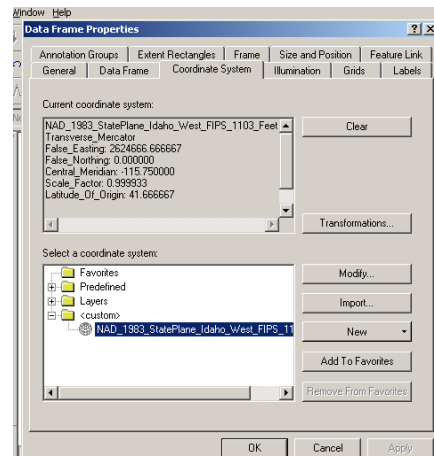 Window Help
Data Frame Properties
Annotation Groups Extent Rectangles Frame Size and Position Feature Link
General Data Frame Coordinate System Illumination Grids Labels
Current coordinate system:
NAD_1983_StatePlane_Idaho_West_FIPS_1103_Feet
Transverse_Mercator
False_Easting: 2624666.666667
False_Northing: 0.000000
Central_Meridian: -115.750000
Scale_Factor: 0.999933
Latitude_Of_Origin: 41.666667
Clear
Transformations...
Select a coordinate system:
Favorites
Predefined
Layers
<custom>
NAD_1983_StatePlane_Idaho_West_FIPS_11
Modify...
Import...
New
Add To Favorites
Remove From Favorites
OK Cancel Apply